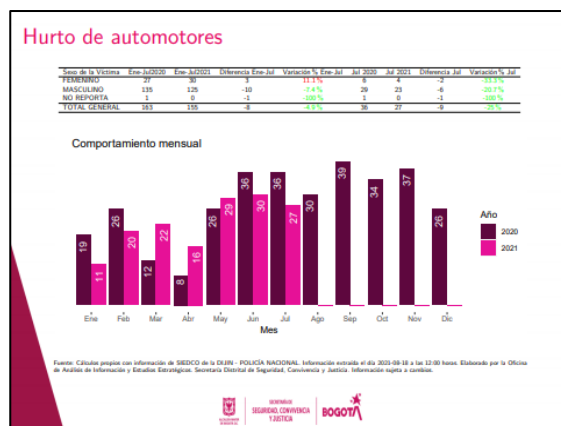 Hurto de automotores
Sexo de la Víctima Ene-Jul2020 Ene-Jul2021 Diferencia Ene-Jul Variación % Ene-Jul Jul 2020 Jul 2021 Diferencia Jul Variación % Jul
FEMENINO 27 30 3 11.1 % 6 4 -2 -33.3 %
MASCULINO 135 125 -10 -7.4 % 29 23 -6 -20.7 %
NO REPORTA 1 0 -1 -100 % 1 0 -1 -100 %
TOTAL GENERAL 163 155 -8 -4.9 % 36 27 -9 -25 %
Comportamiento mensual
19 11 26 20 12 22 8 16 26 29 36 30 36 27 30 39 34 37 26
Año
2020
2021
Ene Feb Mar Abr May Jun Jul Ago Sep Oct Nov Dic
Mes
Fuente: Cálculos propios con información de SIEDCO de la DIJIN - POLICÍA NACIONAL. Información extraída el día 2021-08-18 a las 12:00 horas. Elaborado por la Oficina
de Análisis de Información y Estudios Estratégicos. Secretaría Distrital de Seguridad, Convivencia y Justicia. Información sujeta a cambios.
SECRETARÍA DE
SEGURIDAD, CONVIVENCIA
Y JUSTICIA
BOGOTÁ